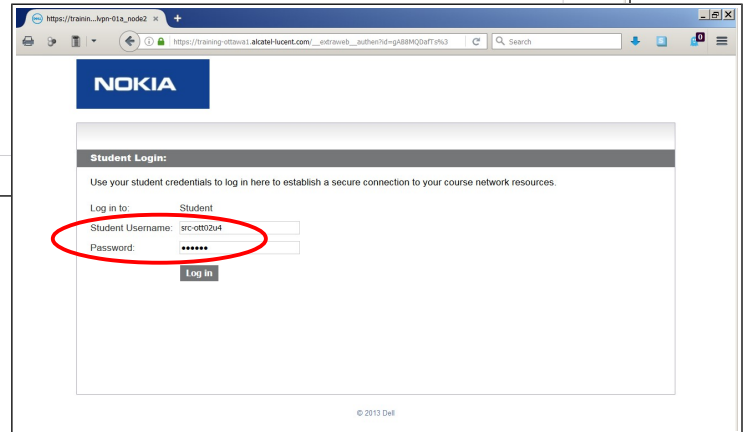 https://trainin...lvpn-01a_node2 × +
https://training-ottawa1.alcatel-lucent.com/__extraweb__authen?id=gABBMQDafTs%3
Search
0
NOKIA
Student Login:
Use your student credentials to log in here to establish a secure connection to your course network resources.
Log in to: Student
Student Username: src-ott02u4
Password: ••••••
Log in
© 2013 Dell